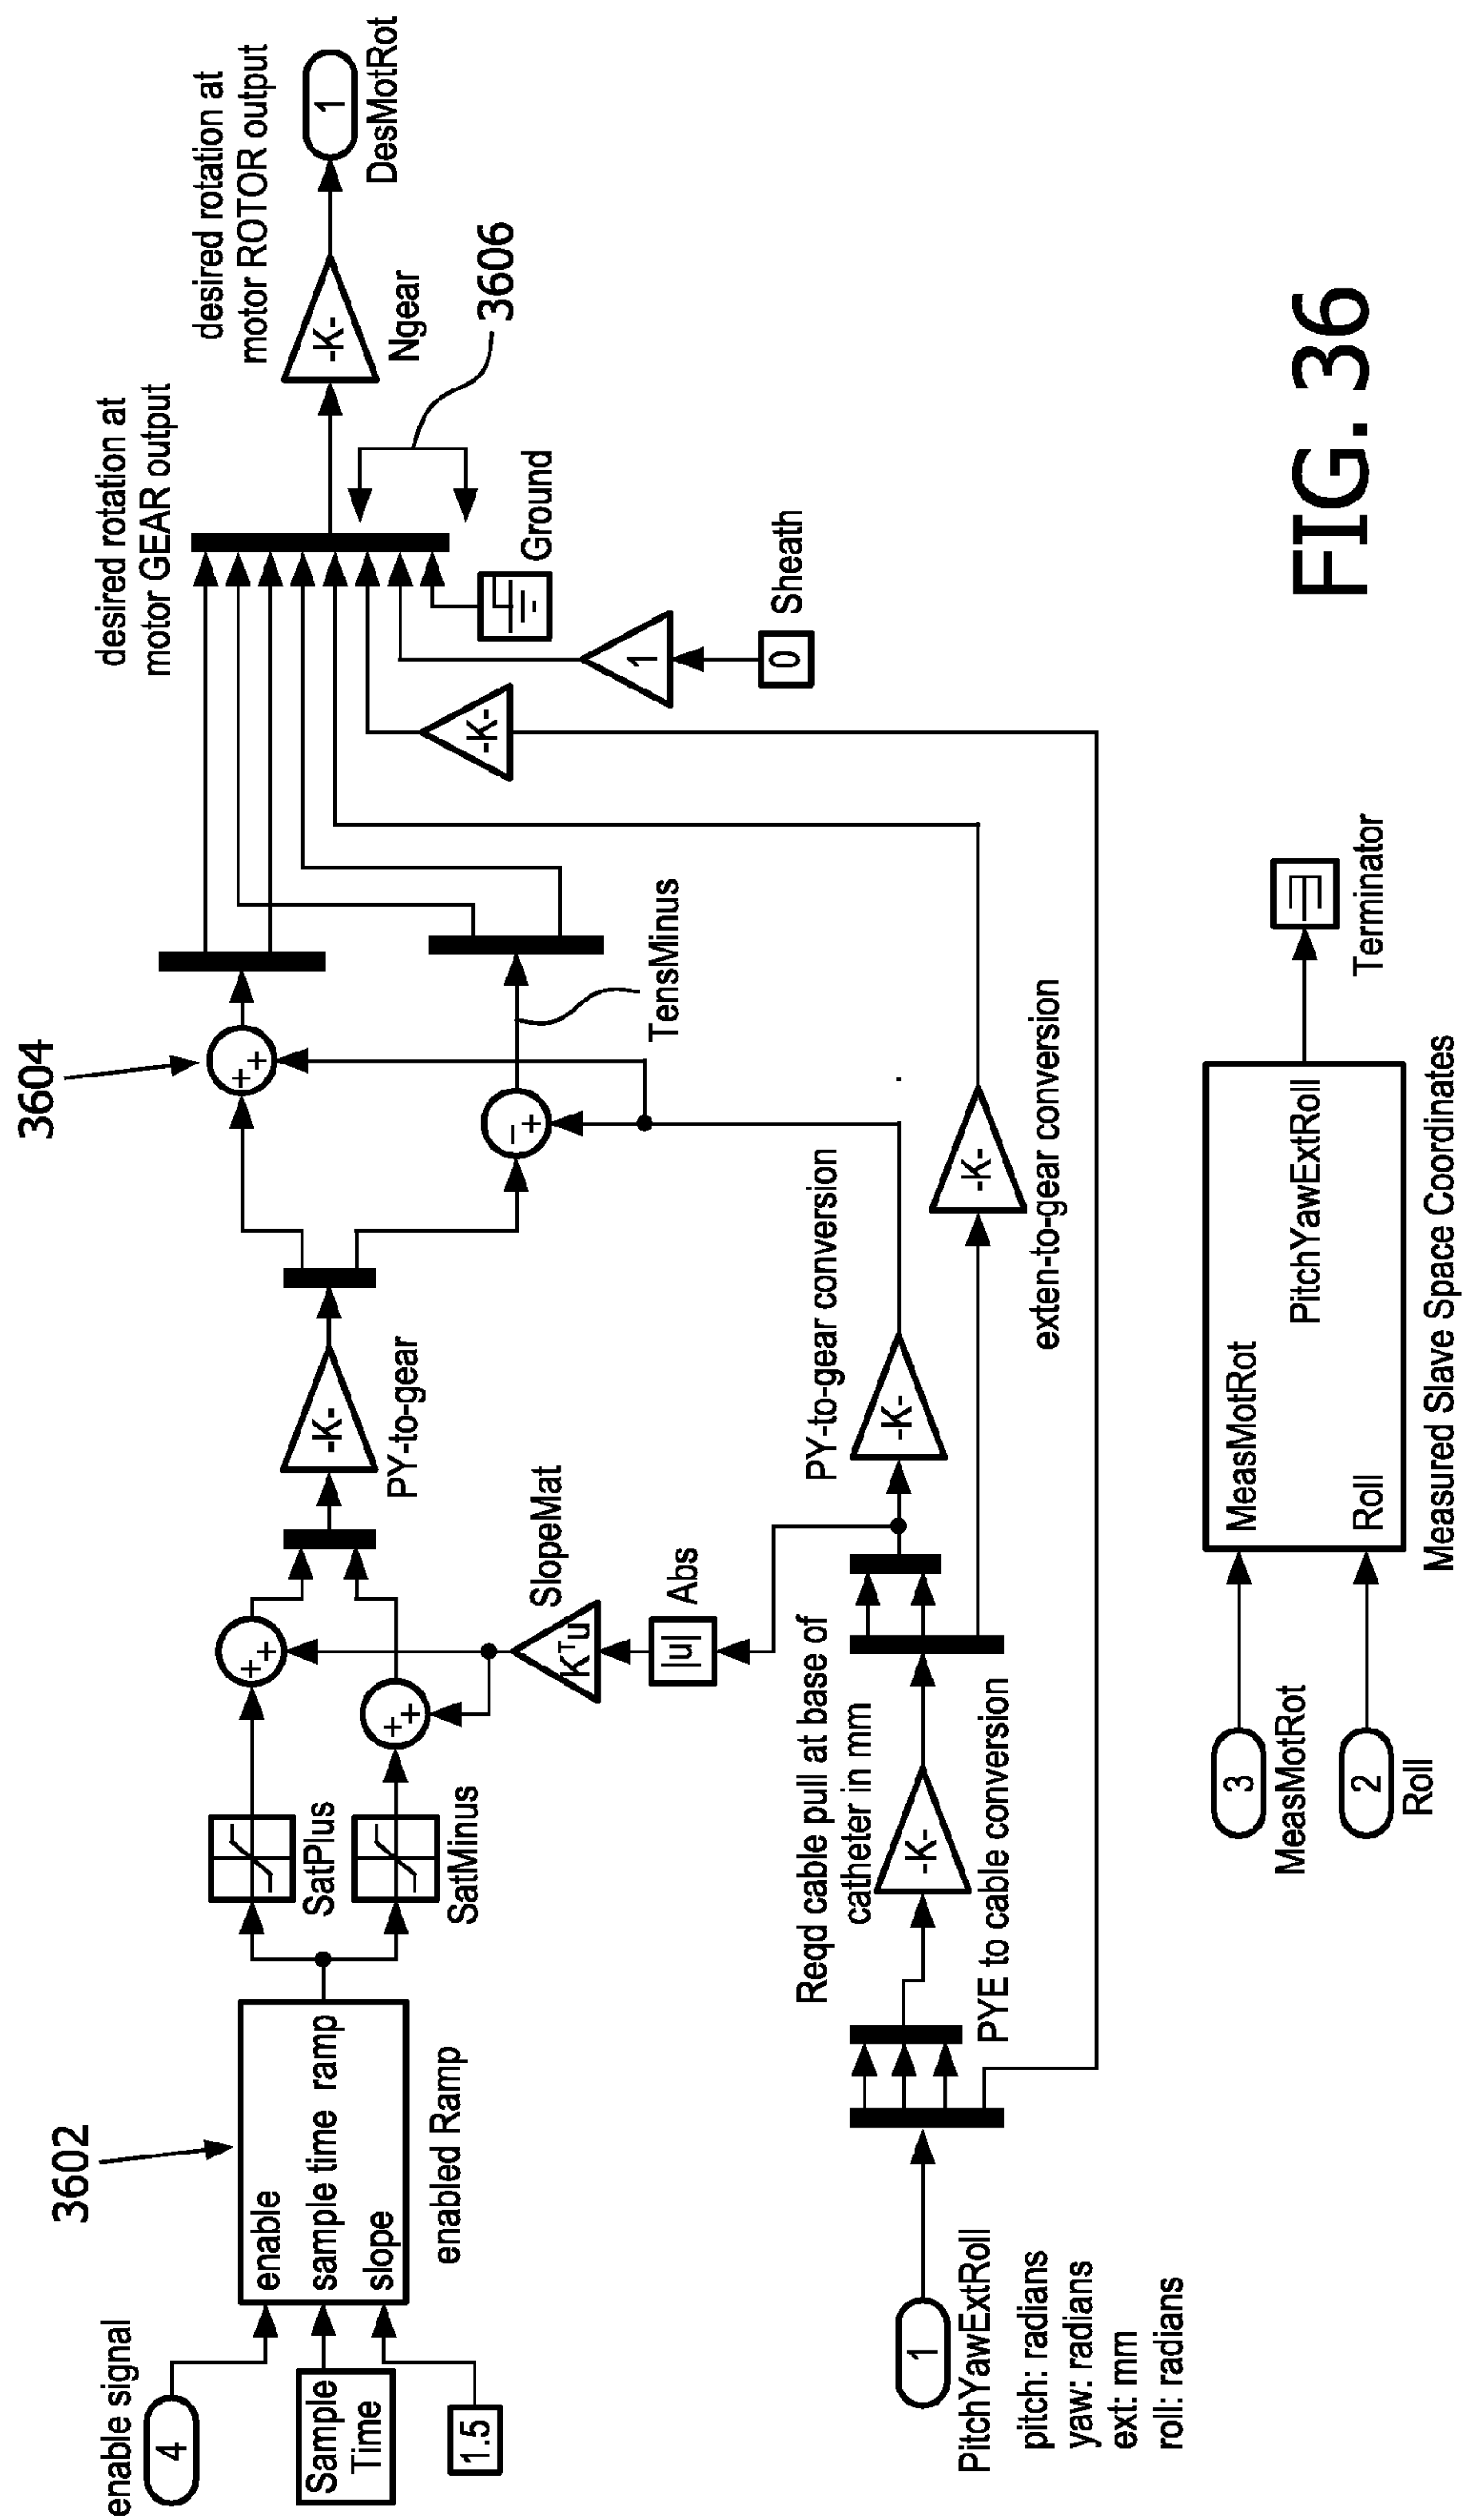 3602
enable signal
4
Sample
Time
1.5
enable
sample time ramp
slope
enabled Ramp
SatPlus
SatMinus
+
+
+
+
SlopeMat
K
T
u
Abs
|u|
-K-
PY-to-gear
3604
+
+
-
+
TensMinus
desired rotation at
motor GEAR output
desired rotation at
motor ROTOR output
-K-
Ngear
1
DesMotRot
3606
Ground
1
0
Sheath
-K-
1
PitchYawExtRoll
pitch: radians
yaw: radians
ext: mm
roll: radians
Reqd cable pull at base of
catheter in mm
-K-
PYE to cable conversion
PY-to-gear conversion
-K-
-K-
exten-to-gear conversion
3
MeasMotRot
2
Roll
MeasMotRot
PitchYawExtRoll
Roll
Measured Slave Space Coordinates
Terminator
FIG. 36